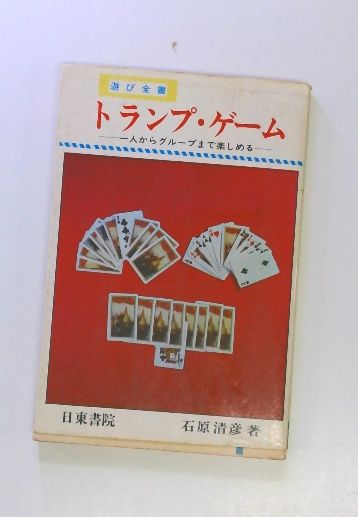 遊び全書
トランプ・ゲーム
―一人からグループまで楽しめる―
日東書院
石原清彦著